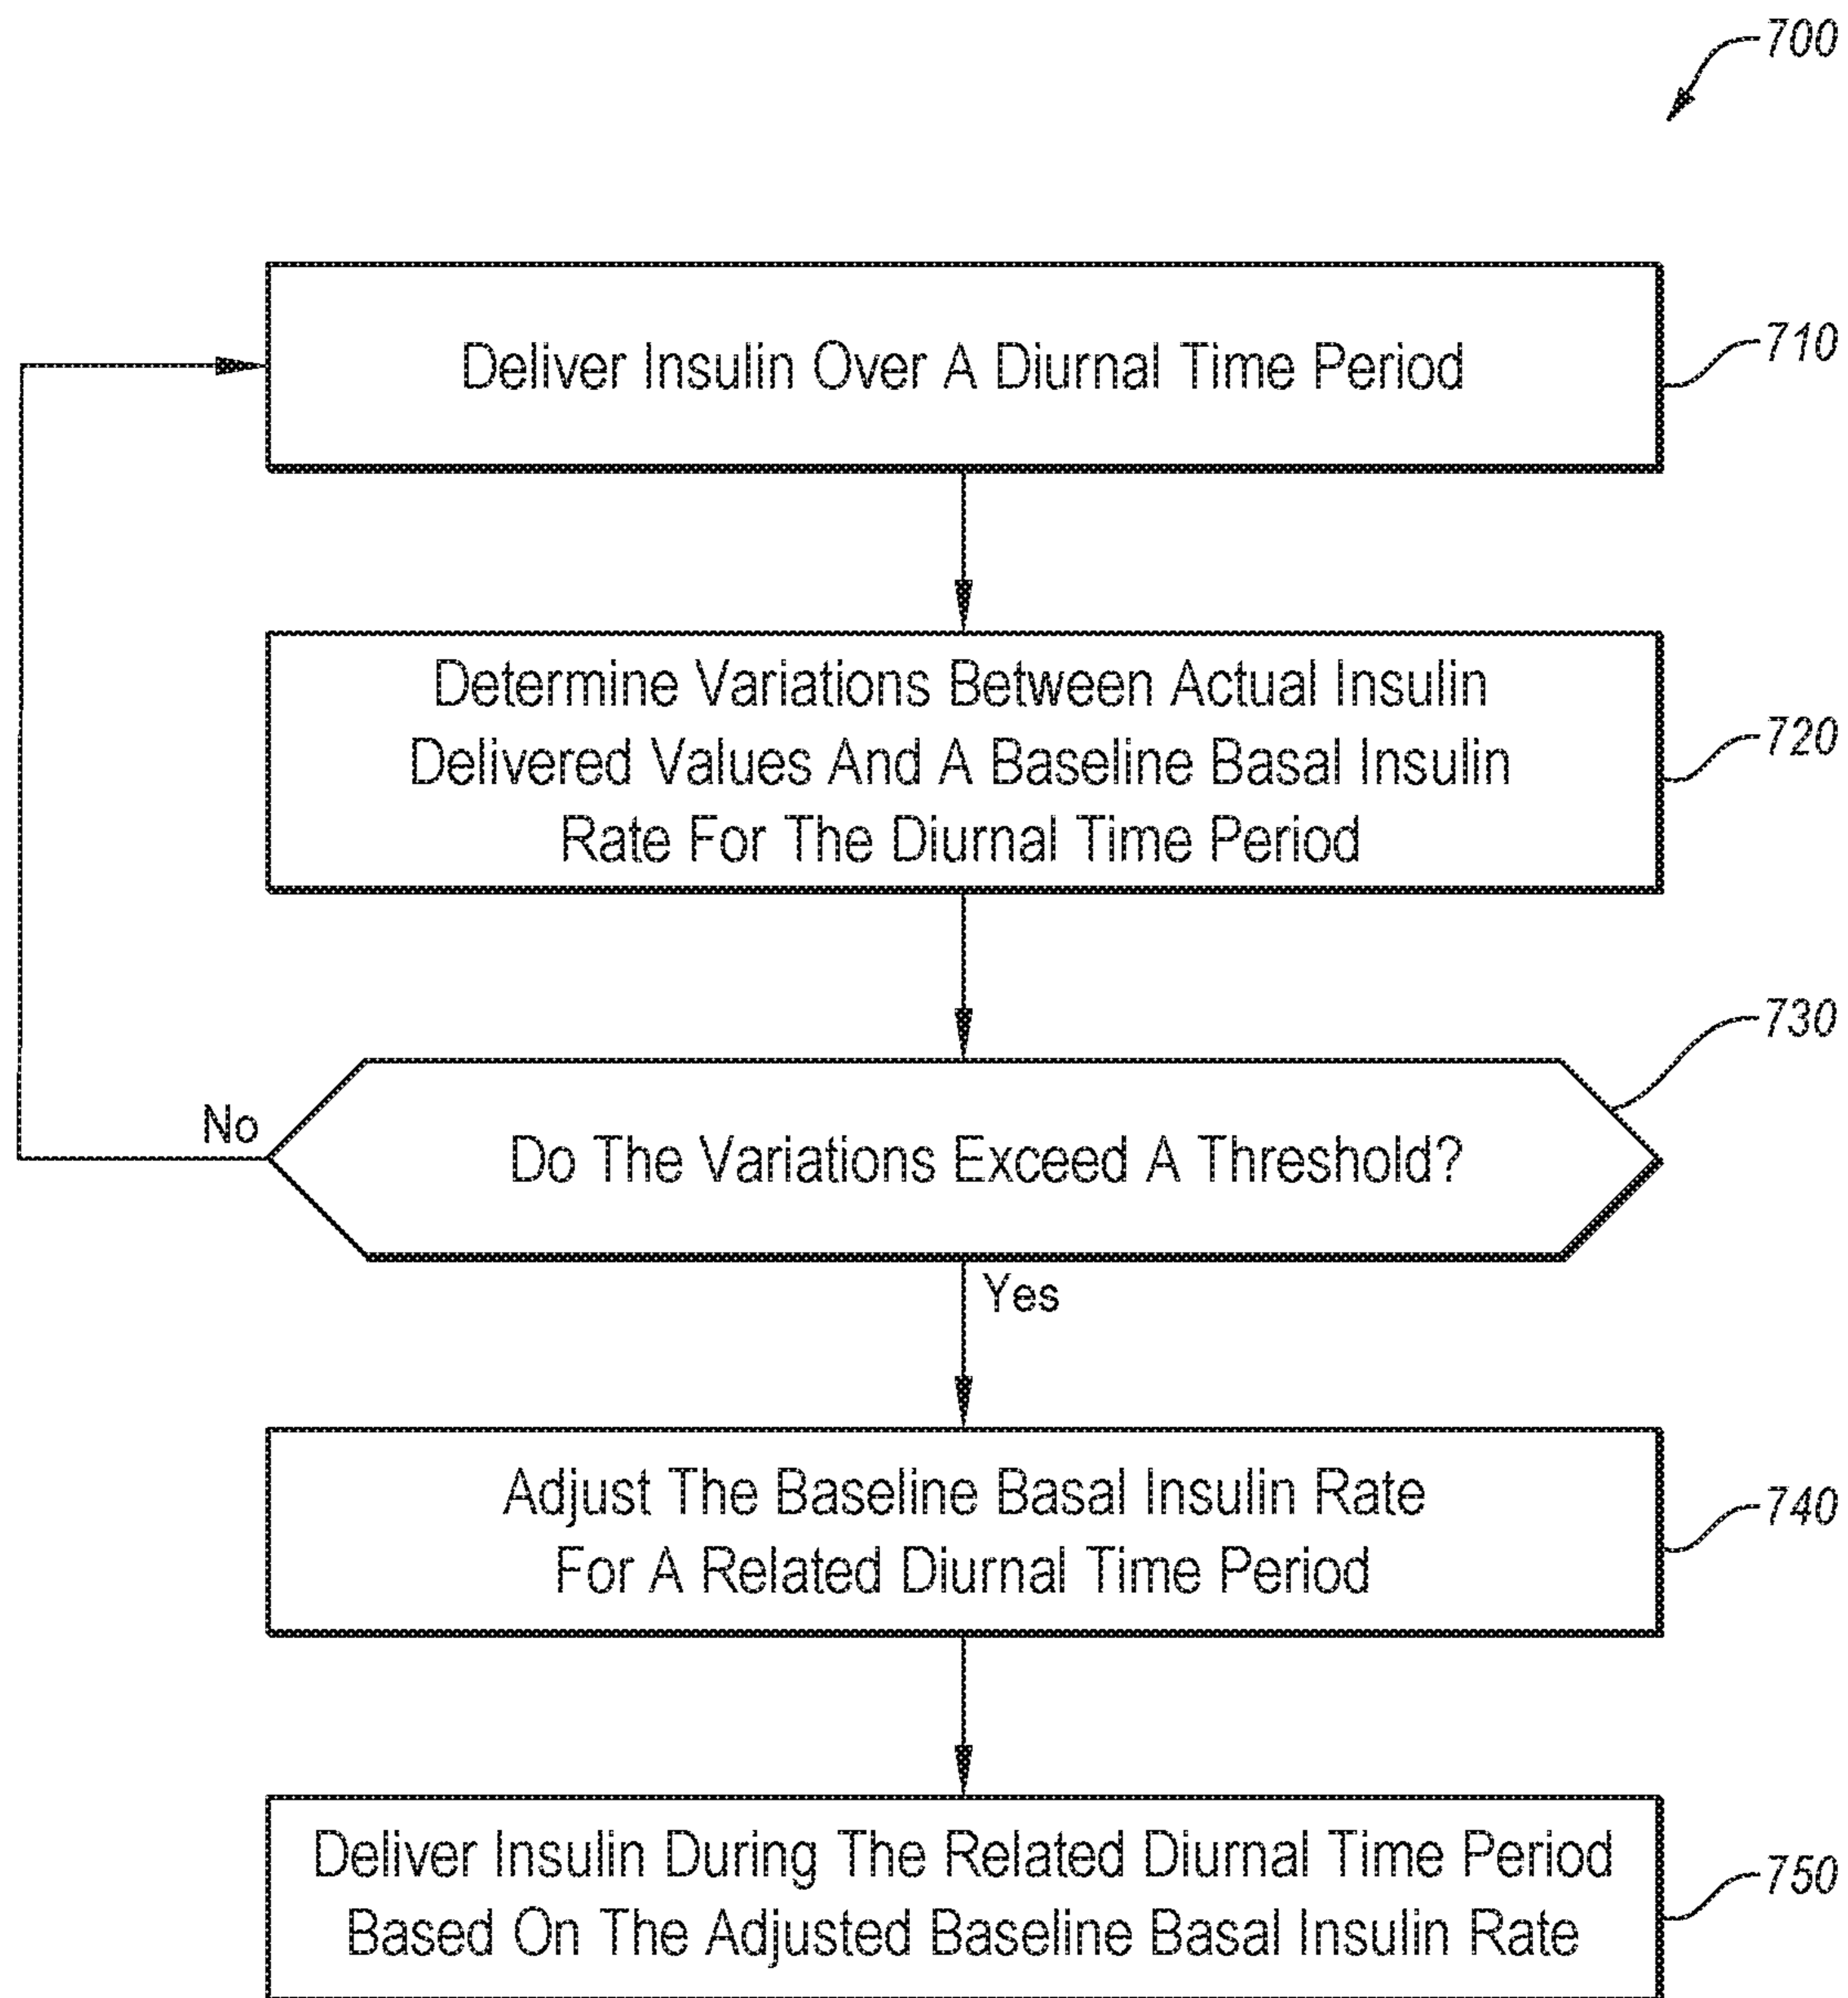 700
Deliver Insulin Over A Diurnal Time Period
710
Determine Variations Between Actual Insulin
Delivered Values And A Baseline Basal Insulin
Rate For The Diurnal Time Period
720
730
No
Do The Variations Exceed A Threshold?
Yes
Adjust The Baseline Basal Insulin Rate
For A Related Diurnal Time Period
740
Deliver Insulin During The Related Diurnal Time Period
Based On The Adjusted Baseline Basal Insulin Rate
750